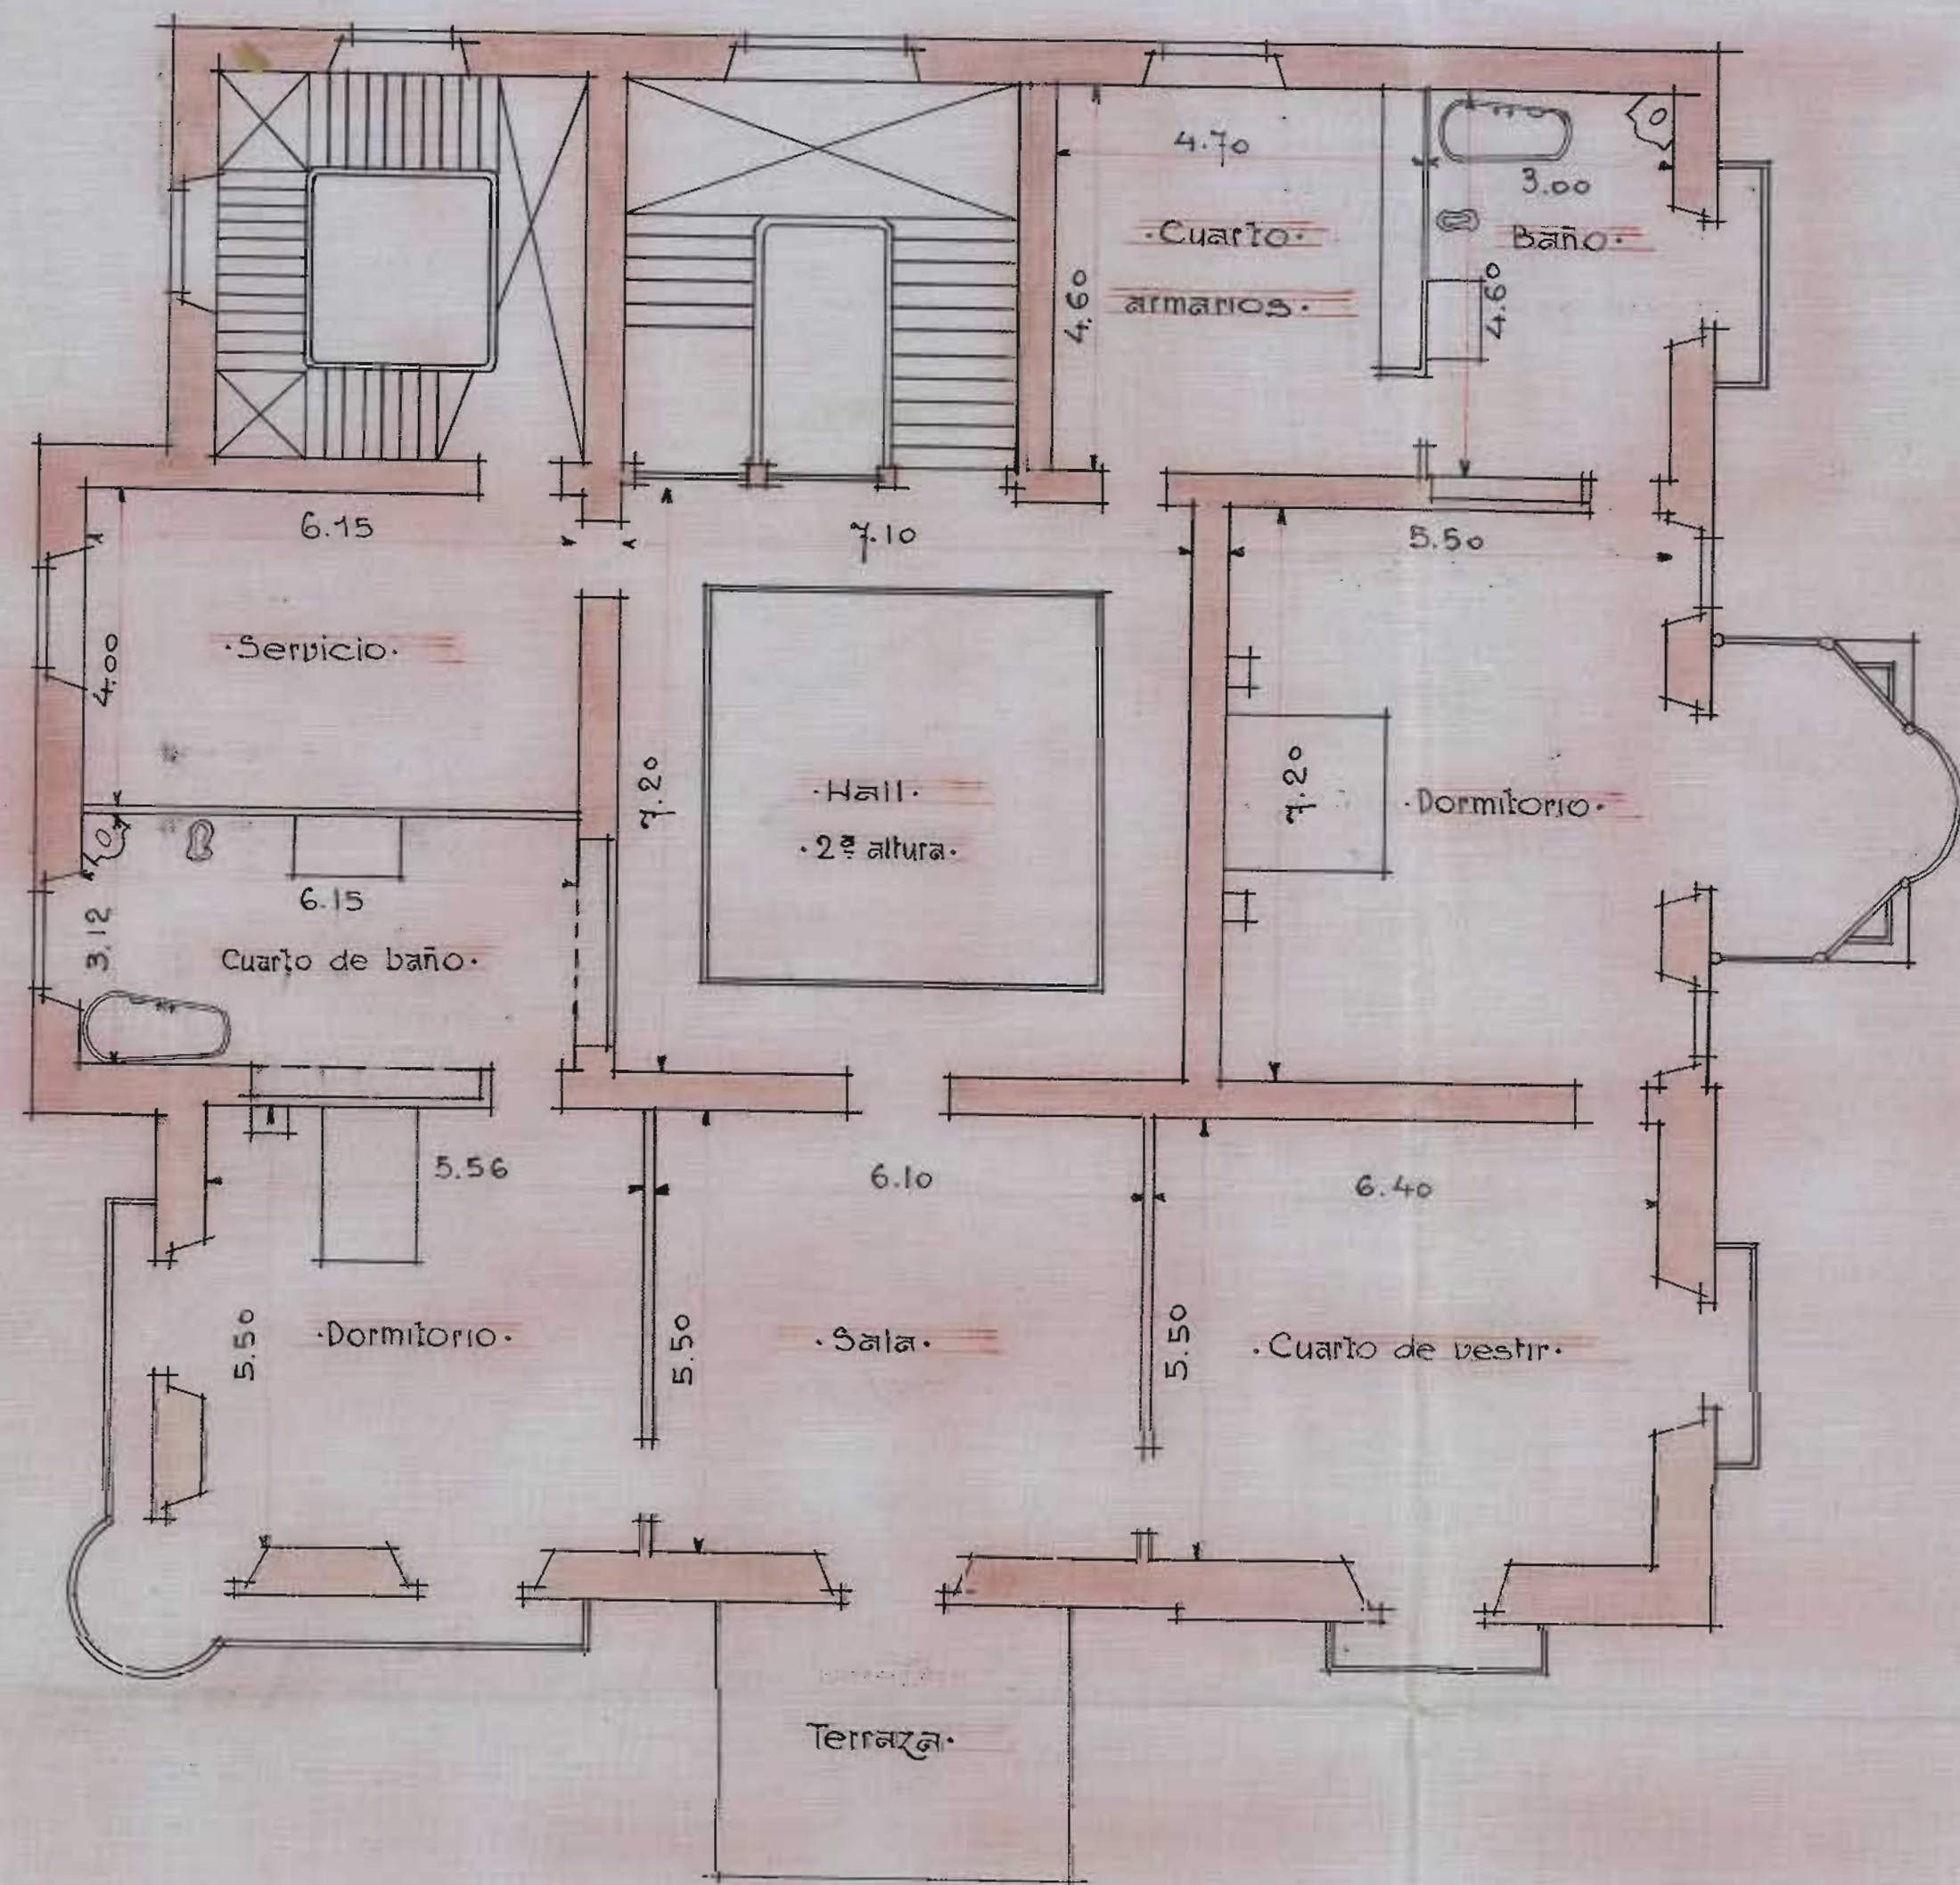 4.70
3.00
·Cuarto·
Baño·
armarios·
4.60
4.60
6.15
7.10
5.50
·Servicio·
4.00
7.20
·Hall·
7.20
·Dormitorio·
·2ª altura·
6.15
3.12
Cuarto de baño·
5.56
6.10
6.40
5.50
·Dormitorio·
5.50
·Sala·
5.50
·Cuarto de vestir·
Terraza·